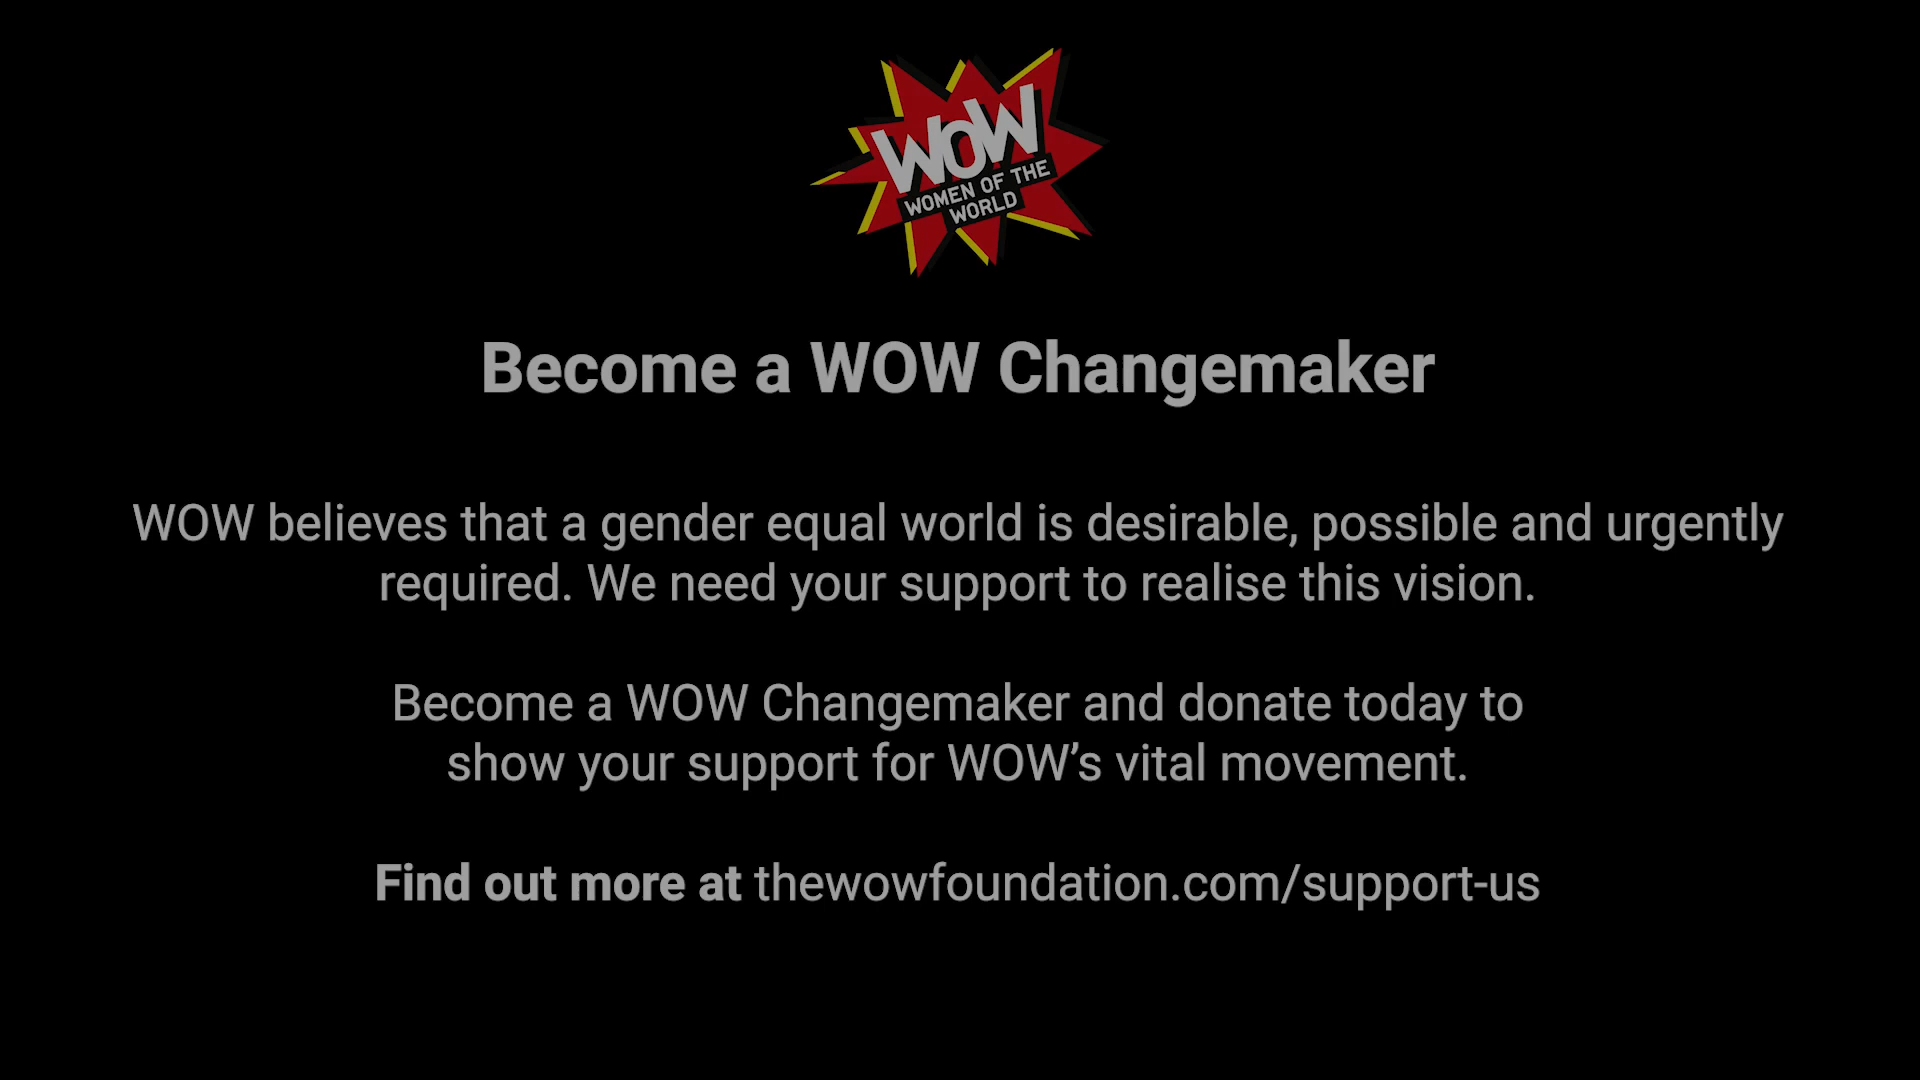 WOW
WOMEN OF THE
WORLD
Become a WOW Changemaker
WOW believes that a gender equal world is desirable, possible and urgently
required. We need your support to realise this vision.
Become a WOW Changemaker and donate today to
show your support for WOW’s vital movement.
Find out more at thewowfoundation.com/support-us